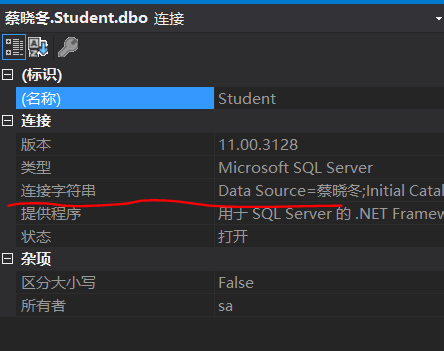 蔡晓冬.Student.dbo 连接
(标识)
(名称) Student
连接
版本 11.00.3128
类型 Microsoft SQL Server
连接字符串 Data Source=蔡晓冬;Initial Catal
提供程序 用于 SQL Server 的 .NET Framew
状态 打开
杂项
区分大小写 False
所有者 sa